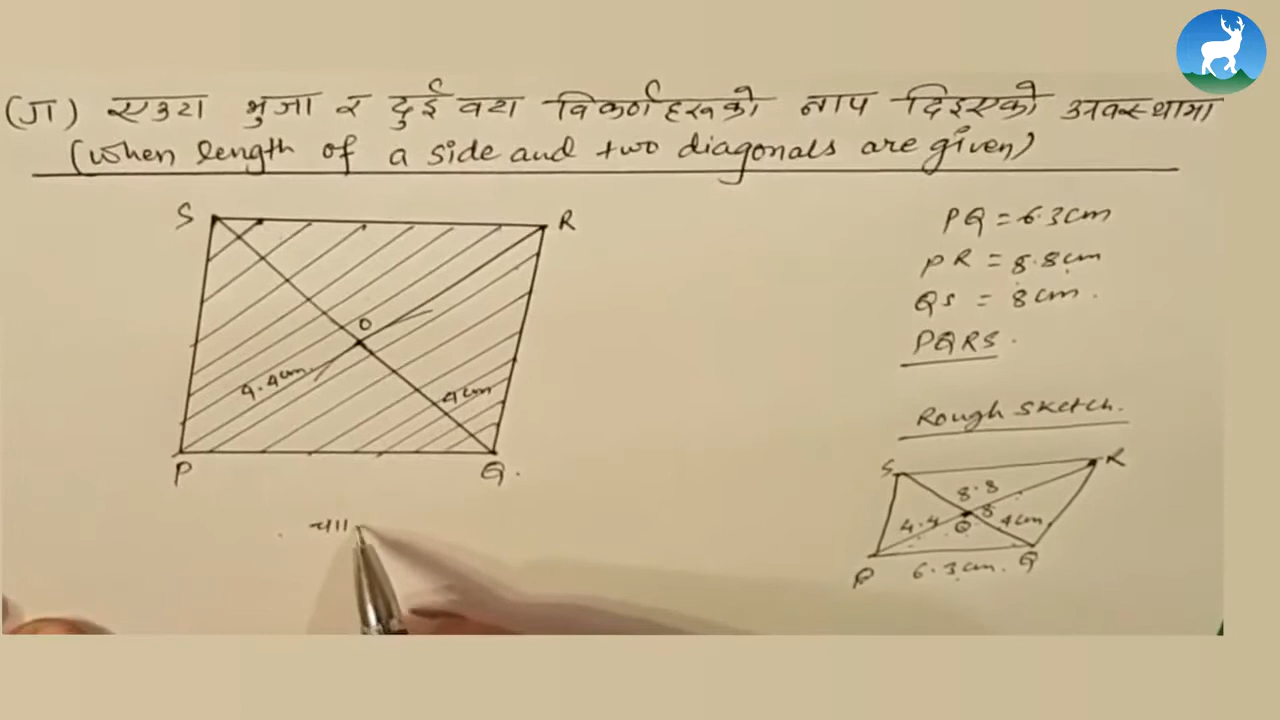 (ग) एउटा भुजा र दुई वटा विकर्णहरूको नाप दिइएको अवस्थामा
(when length of a side and two diagonals are given)
S
R
O
4.4cm
4cm
P
Q.
PQ = 6.3cm
PR = 8.8cm
QS = 8cm.
PQRS.
Rough Sketch.
S
R
8.8
4.4
O
8
4cm
P
6.3cm.
Q